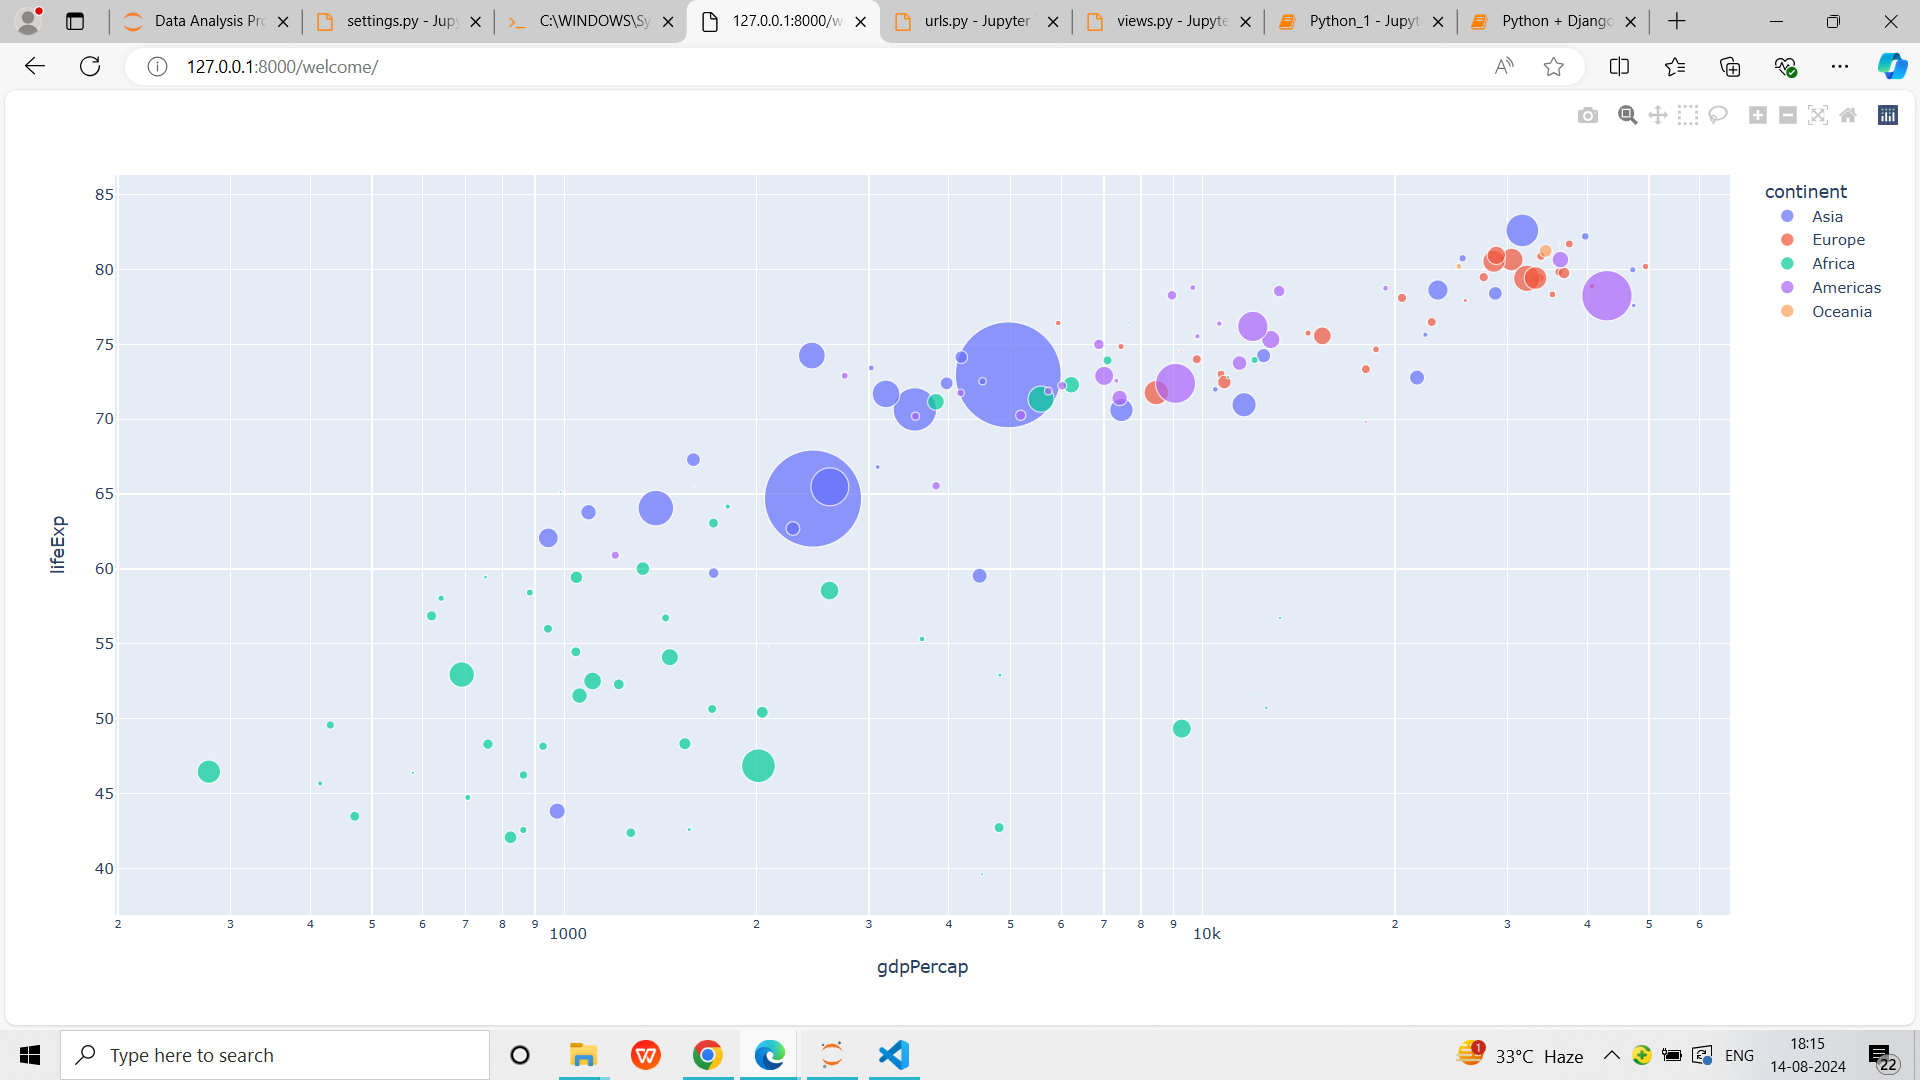 Data Analysis Pro
settings.py - Jupy
C:\WINDOWS\Sy
127.0.0.1:8000/w
urls.py - Jupyter
views.py - Jupyte
Python_1 - Jupyt
Python + Django
127.0.0.1:8000/welcome/
continent
Asia
Europe
Africa
Americas
Oceania
85
80
75
70
65
60
55
50
45
40
lifeExp
2 3 4 5 6 7 8 9 1000 2 3 4 5 6 7 8 9 10k 2 3 4 5 6
gdpPercap
Type here to search
1
33°C Haze
ENG
18:15
14-08-2024
22